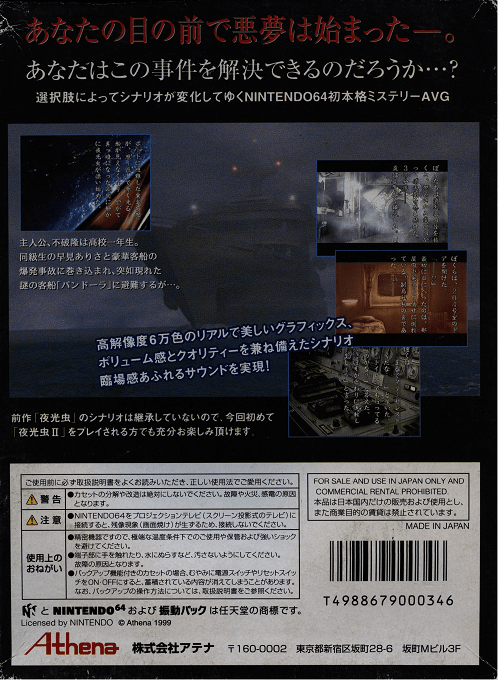 あなたの目の前で悪夢は始まったー。
あなたはこの事件を解決できるのだろうか…?
選択肢によってシナリオが変化してゆくNINTENDO64初本格ミステリーAVG
主人公、不破隆は高校一年生。
同級生の早見ありさと豪華客船の
爆発事故に巻き込まれ、突如現れた
謎の客船「パンドーラ」に避難するが…。
高解像度6万色のリアルで美しいグラフィックス、
ボリューム感とクオリティーを兼ね備えたシナリオ
臨場感あふれるサウンドを実現!
前作「夜光虫」のシナリオは継承していないので、今回初めて
「夜光虫II」をプレイされる方でも充分お楽しみ頂けます。
ご使用前に必ず取扱説明書をよくお読みいただき、正しい使用法でご愛用ください。
警告
●カセットの分解や改造は絶対にしないでください。故障や火災、感電の原因
となります。
注意
●NINTENDO64をプロジェクションテレビ(スクリーン投影式のテレビ)に
接続すると、残像現象(画面焼け)が生ずるため、接続しないでください。
使用上の
おねがい
●精密機器ですので、極端な温度条件下でのご使用や保管および強いショック
を避けてください。
●端子部に手を触れたり、水にぬらすなど、汚さないようにしてください。
故障の原因となります。
●バックアップ機能付きのカセットの場合、むやみに電源スイッチやリセットスイッ
チをON・OFFにすると、蓄積されている内容が消えてしまうことがあります。
なお、バックアップの操作方法については、取扱説明書をご参照ください。
FOR SALE AND USE IN JAPAN ONLY AND
COMMERCIAL RENTAL PROHIBITED.
本品は日本国内だけの販売および使用とし、
また商業目的の賃貸は禁止されています。
MADE IN JAPAN
T4988679000346
と NINTENDO64 および 振動パック は任天堂の商標です。
Licensed by NINTENDO © Athena 1999
Athena 株式会社アテナ 〒160-0002 東京都新宿区坂町28-6 坂町Mビル3F